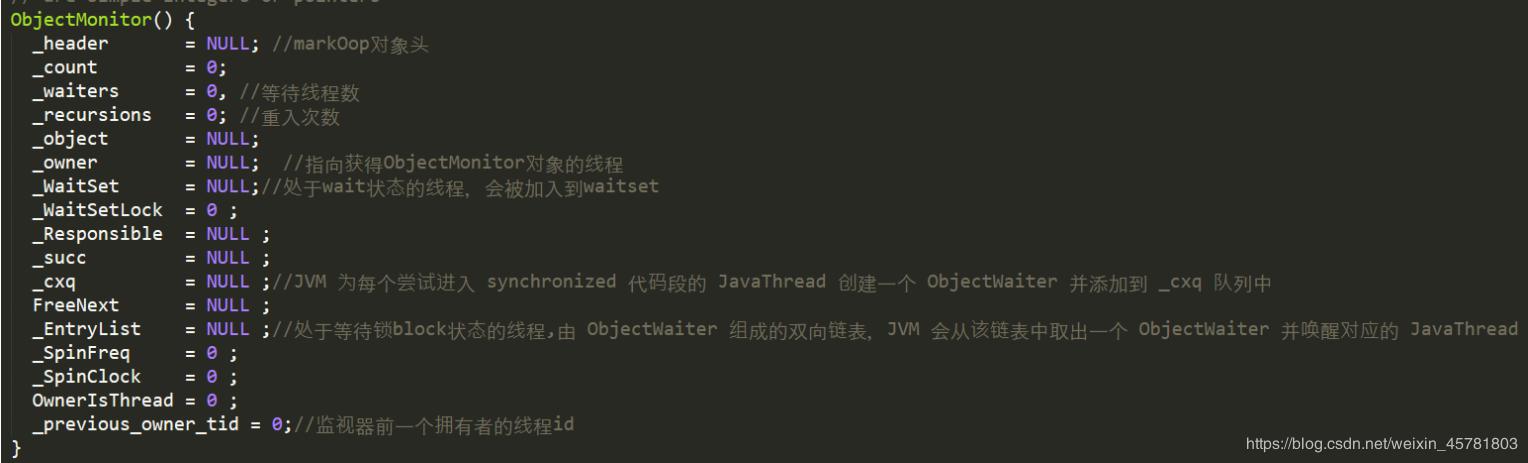 // are simple integers or pointers
ObjectMonitor() {
_header = NULL; //markOop对象头
_count = 0;
_waiters = 0, //等待线程数
_recursions = 0; //重入次数
_object = NULL;
_owner = NULL; //指向获得ObjectMonitor对象的线程
_WaitSet = NULL;//处于wait状态的线程，会被加入到waitset
_WaitSetLock = 0 ;
_Responsible = NULL ;
_succ = NULL ;
_cxq = NULL ;//JVM 为每个尝试进入 synchronized 代码段的 JavaThread 创建一个 ObjectWaiter 并添加到 _cxq 队列中
FreeNext = NULL ;
_EntryList = NULL ;//处于等待锁block状态的线程,由 ObjectWaiter 组成的双向链表，JVM 会从该链表中取出一个 ObjectWaiter 并唤醒对应的 JavaThread
_SpinFreq = 0 ;
_SpinClock = 0 ;
OwnerIsThread = 0 ;
_previous_owner_tid = 0;//监视器前一个拥有者的线程id
}
https://blog.csdn.net/weixin_45781803